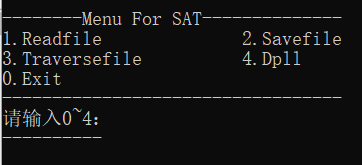 --------Menu For SAT--------------
1.Readfile 2.Savefile
3.Traversefile 4.Dpll
0.Exit
----------------------------------
请输入0~4:
----------